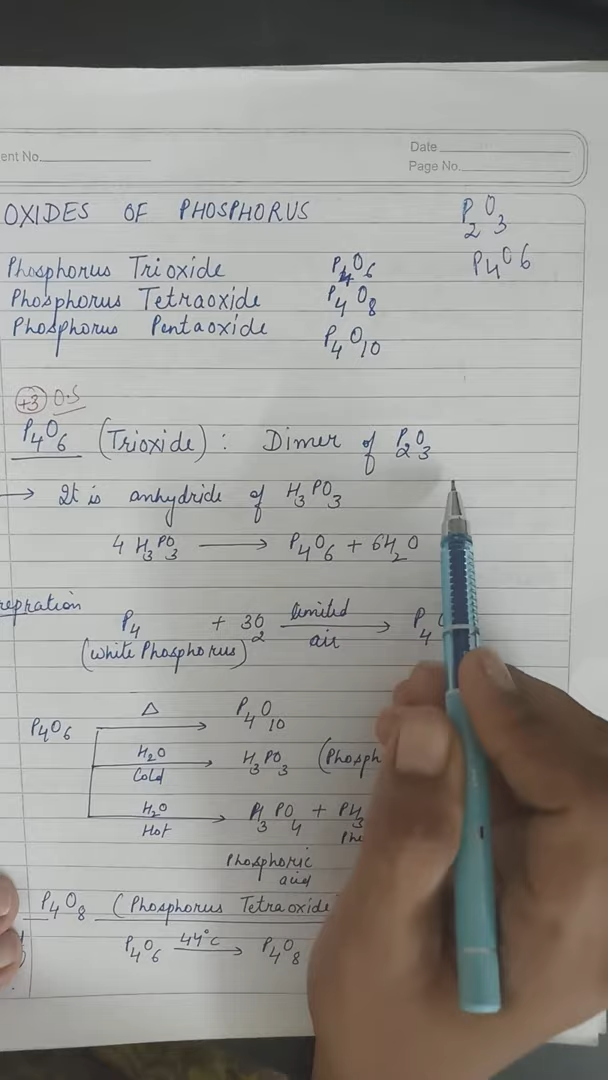 ent No.
Date
Page No.
OXIDES OF PHOSPHORUS
P2O3
P4O6
Phosphorus Trioxide P4O6
Phosphorus Tetraoxide P4O8
Phosphorus Pentaoxide P4O10
+3 O.S
P4O6 (Trioxide) : Dimer of P2O3
→ It is anhydride of H3PO3
4 H3PO3 → P4O6 + 6H2O
repration
P4 + 3O2 limited air → P4
(white Phosphorus)
P4O6 Δ → P4O10
H2O Cold → H3PO3 (Phosph
H2O Hot → H3PO4 + PH3
Phosphoric acid
P4O8 (Phosphorus Tetraoxide
P4O6 44°c → P4O8